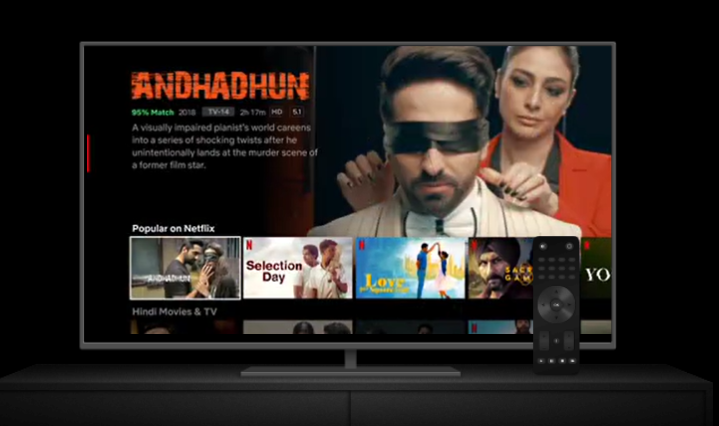 ANDHADHUN
95% Match 2018 TV-14 2h 17m HD 5.1
A visually impaired pianist's world careens
into a series of shocking twists after he
unintentionally lands at the murder scene of
a former film star.
Popular on Netflix
ANDHADHUN
N
Selection
Day
N
Love
per Square Foot
N
SACR
GAM
N
YO
Hindi Movies & TV
N